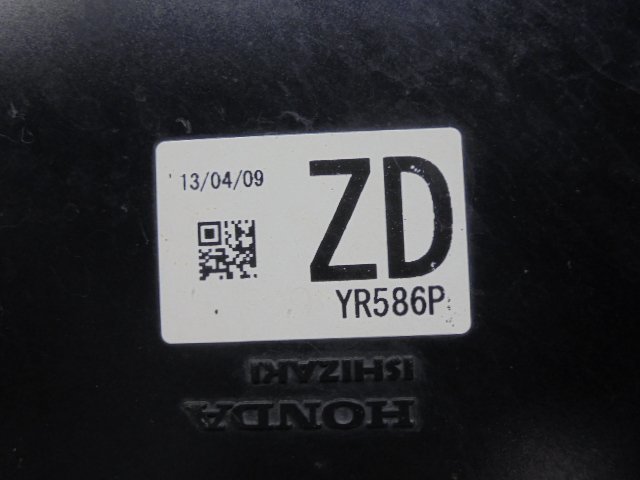 13/04/09
ZD
YR586P
ISHIZAKI
HONDA